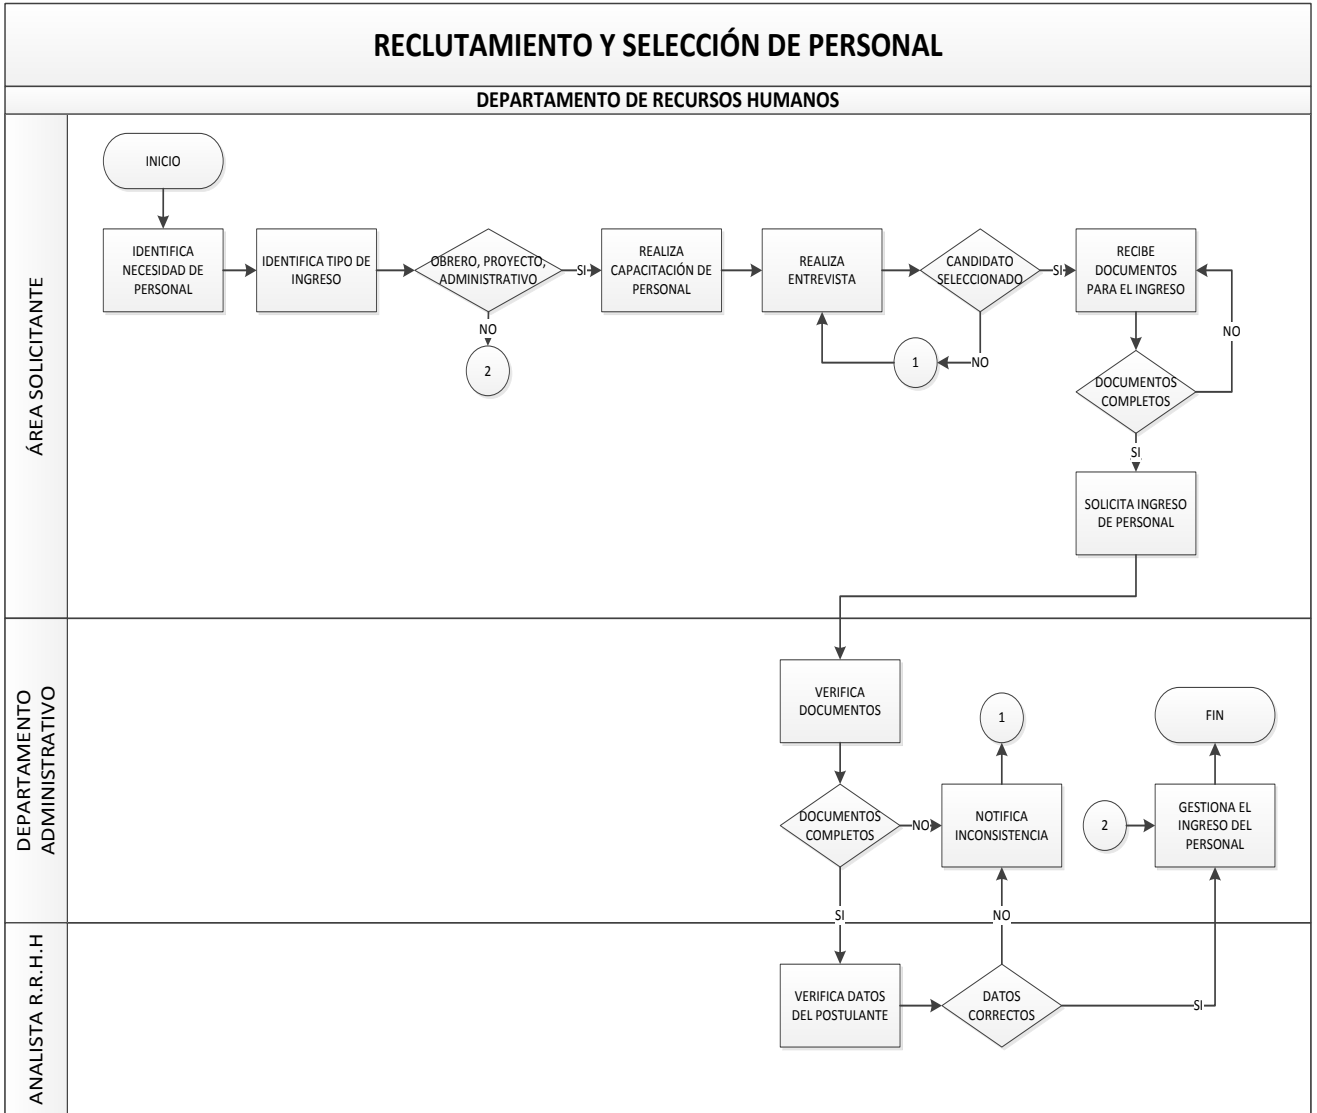 RECLUTAMIENTO Y SELECCIÓN DE PERSONAL
DEPARTAMENTO DE RECURSOS HUMANOS
ÁREA SOLICITANTE
INICIO
IDENTIFICA
NECESIDAD DE
PERSONAL
IDENTIFICA TIPO DE
INGRESO
OBRERO, PROYECTO,
ADMINISTRATIVO
SI
NO
2
REALIZA
CAPACITACIÓN DE
PERSONAL
REALIZA
ENTREVISTA
CANDIDATO
SELECCIONADO
SI
NO
1
RECIBE
DOCUMENTOS
PARA EL INGRESO
NO
DOCUMENTOS
COMPLETOS
SI
SOLICITA INGRESO
DE PERSONAL
DEPARTAMENTO
ADMINISTRATIVO
VERIFICA
DOCUMENTOS
DOCUMENTOS
COMPLETOS
NO
SI
1
NOTIFICA
INCONSISTENCIA
NO
FIN
2
GESTIONA EL
INGRESO DEL
PERSONAL
ANALISTA R.R.H.H
VERIFICA DATOS
DEL POSTULANTE
DATOS
CORRECTOS
SI